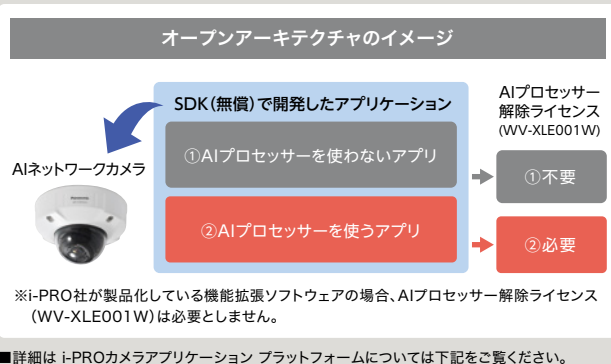 オープンアーキテクチャのイメージ
SDK(無償)で開発したアプリケーション
AIプロセッサー
解除ライセンス
(WV-XLE001W)
AIネットワークカメラ
①AIプロセッサーを使わないアプリ
①不要
②AIプロセッサーを使うアプリ
②必要
※i-PRO社が製品化している機能拡張ソフトウェアの場合、AIプロセッサー解除ライセンス
(WV-XLE001W)は必要としません。
■詳細は i-PROカメラアプリケーション プラットフォームについては下記をご覧ください。